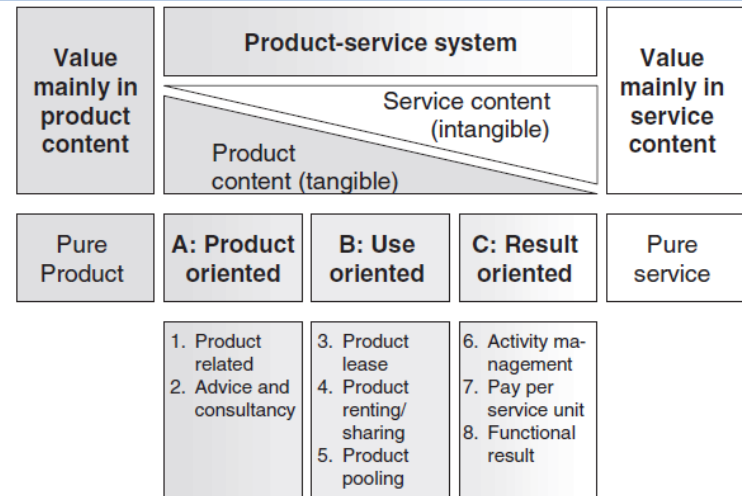 Value
mainly in
product
content
Product-service system
Service content
(intangible)
Product
content (tangible)
Value
mainly in
service
content
Pure
Product
A: Product
oriented
B: Use
oriented
C: Result
oriented
Pure
service
1. Product
related
2. Advice and
consultancy
3. Product
lease
4. Product
renting/
sharing
5. Product
pooling
6. Activity ma-
nagement
7. Pay per
service unit
8. Functional
result